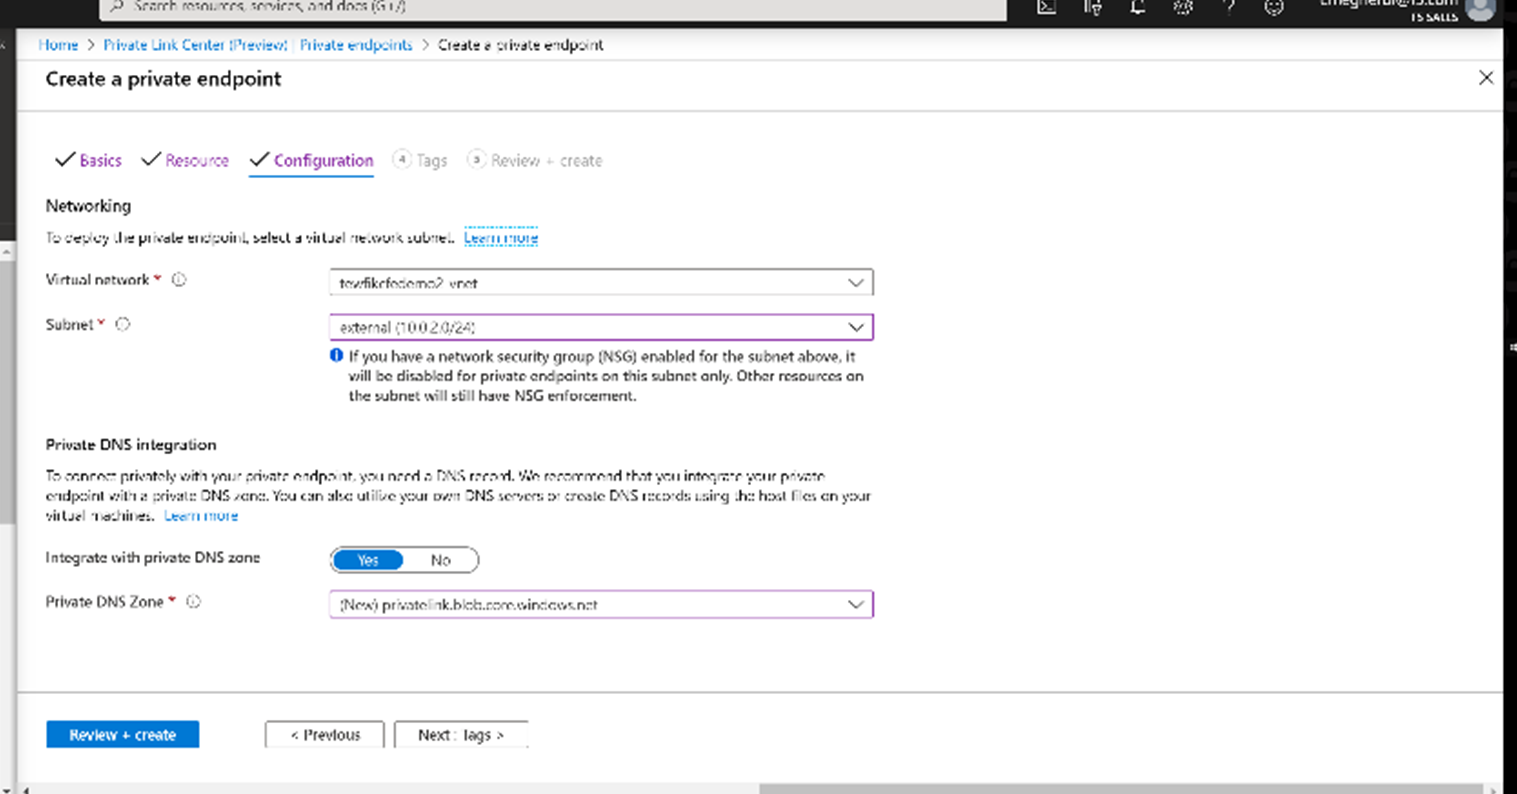 Search resources, services, and docs (G+/)
Home > Private Link Center (Preview) | Private endpoints > Create a private endpoint
Create a private endpoint
Basics Resource Configuration 4 Tags 5 Review + create
Networking
To deploy the private endpoint, select a virtual network subnet. Learn more
Virtual network *
tewfikcfedemo2-vnet
Subnet *
external (10.0.2.0/24)
If you have a network security group (NSG) enabled for the subnet above, it
will be disabled for private endpoints on this subnet only. Other resources on
the subnet will still have NSG enforcement.
Private DNS integration
To connect privately with your private endpoint, you need a DNS record. We recommend that you integrate your private
endpoint with a private DNS zone. You can also utilize your own DNS servers or create DNS records using the host files on your
virtual machines. Learn more
Integrate with private DNS zone
Yes No
Private DNS Zone *
(New) privatelink.blob.core.windows.net
Review + create
< Previous
Next : Tags >